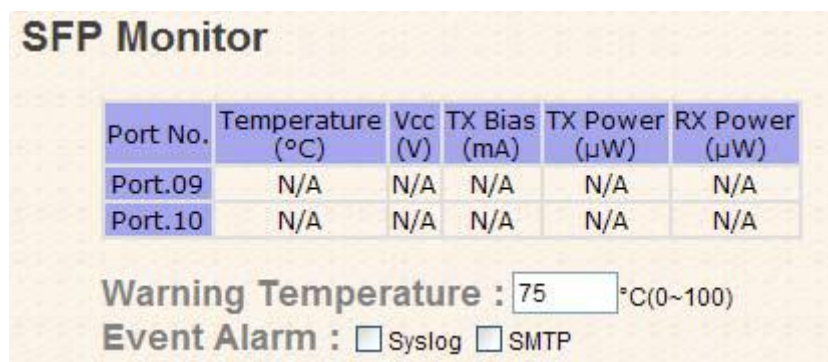 SFP Monitor
Port No. Temperature (°C) Vcc (V) TX Bias (mA) TX Power (µW) RX Power (µW)
Port.09 N/A N/A N/A N/A N/A
Port.10 N/A N/A N/A N/A N/A
Warning Temperature : 75 °C(0~100)
Event Alarm : Syslog SMTP